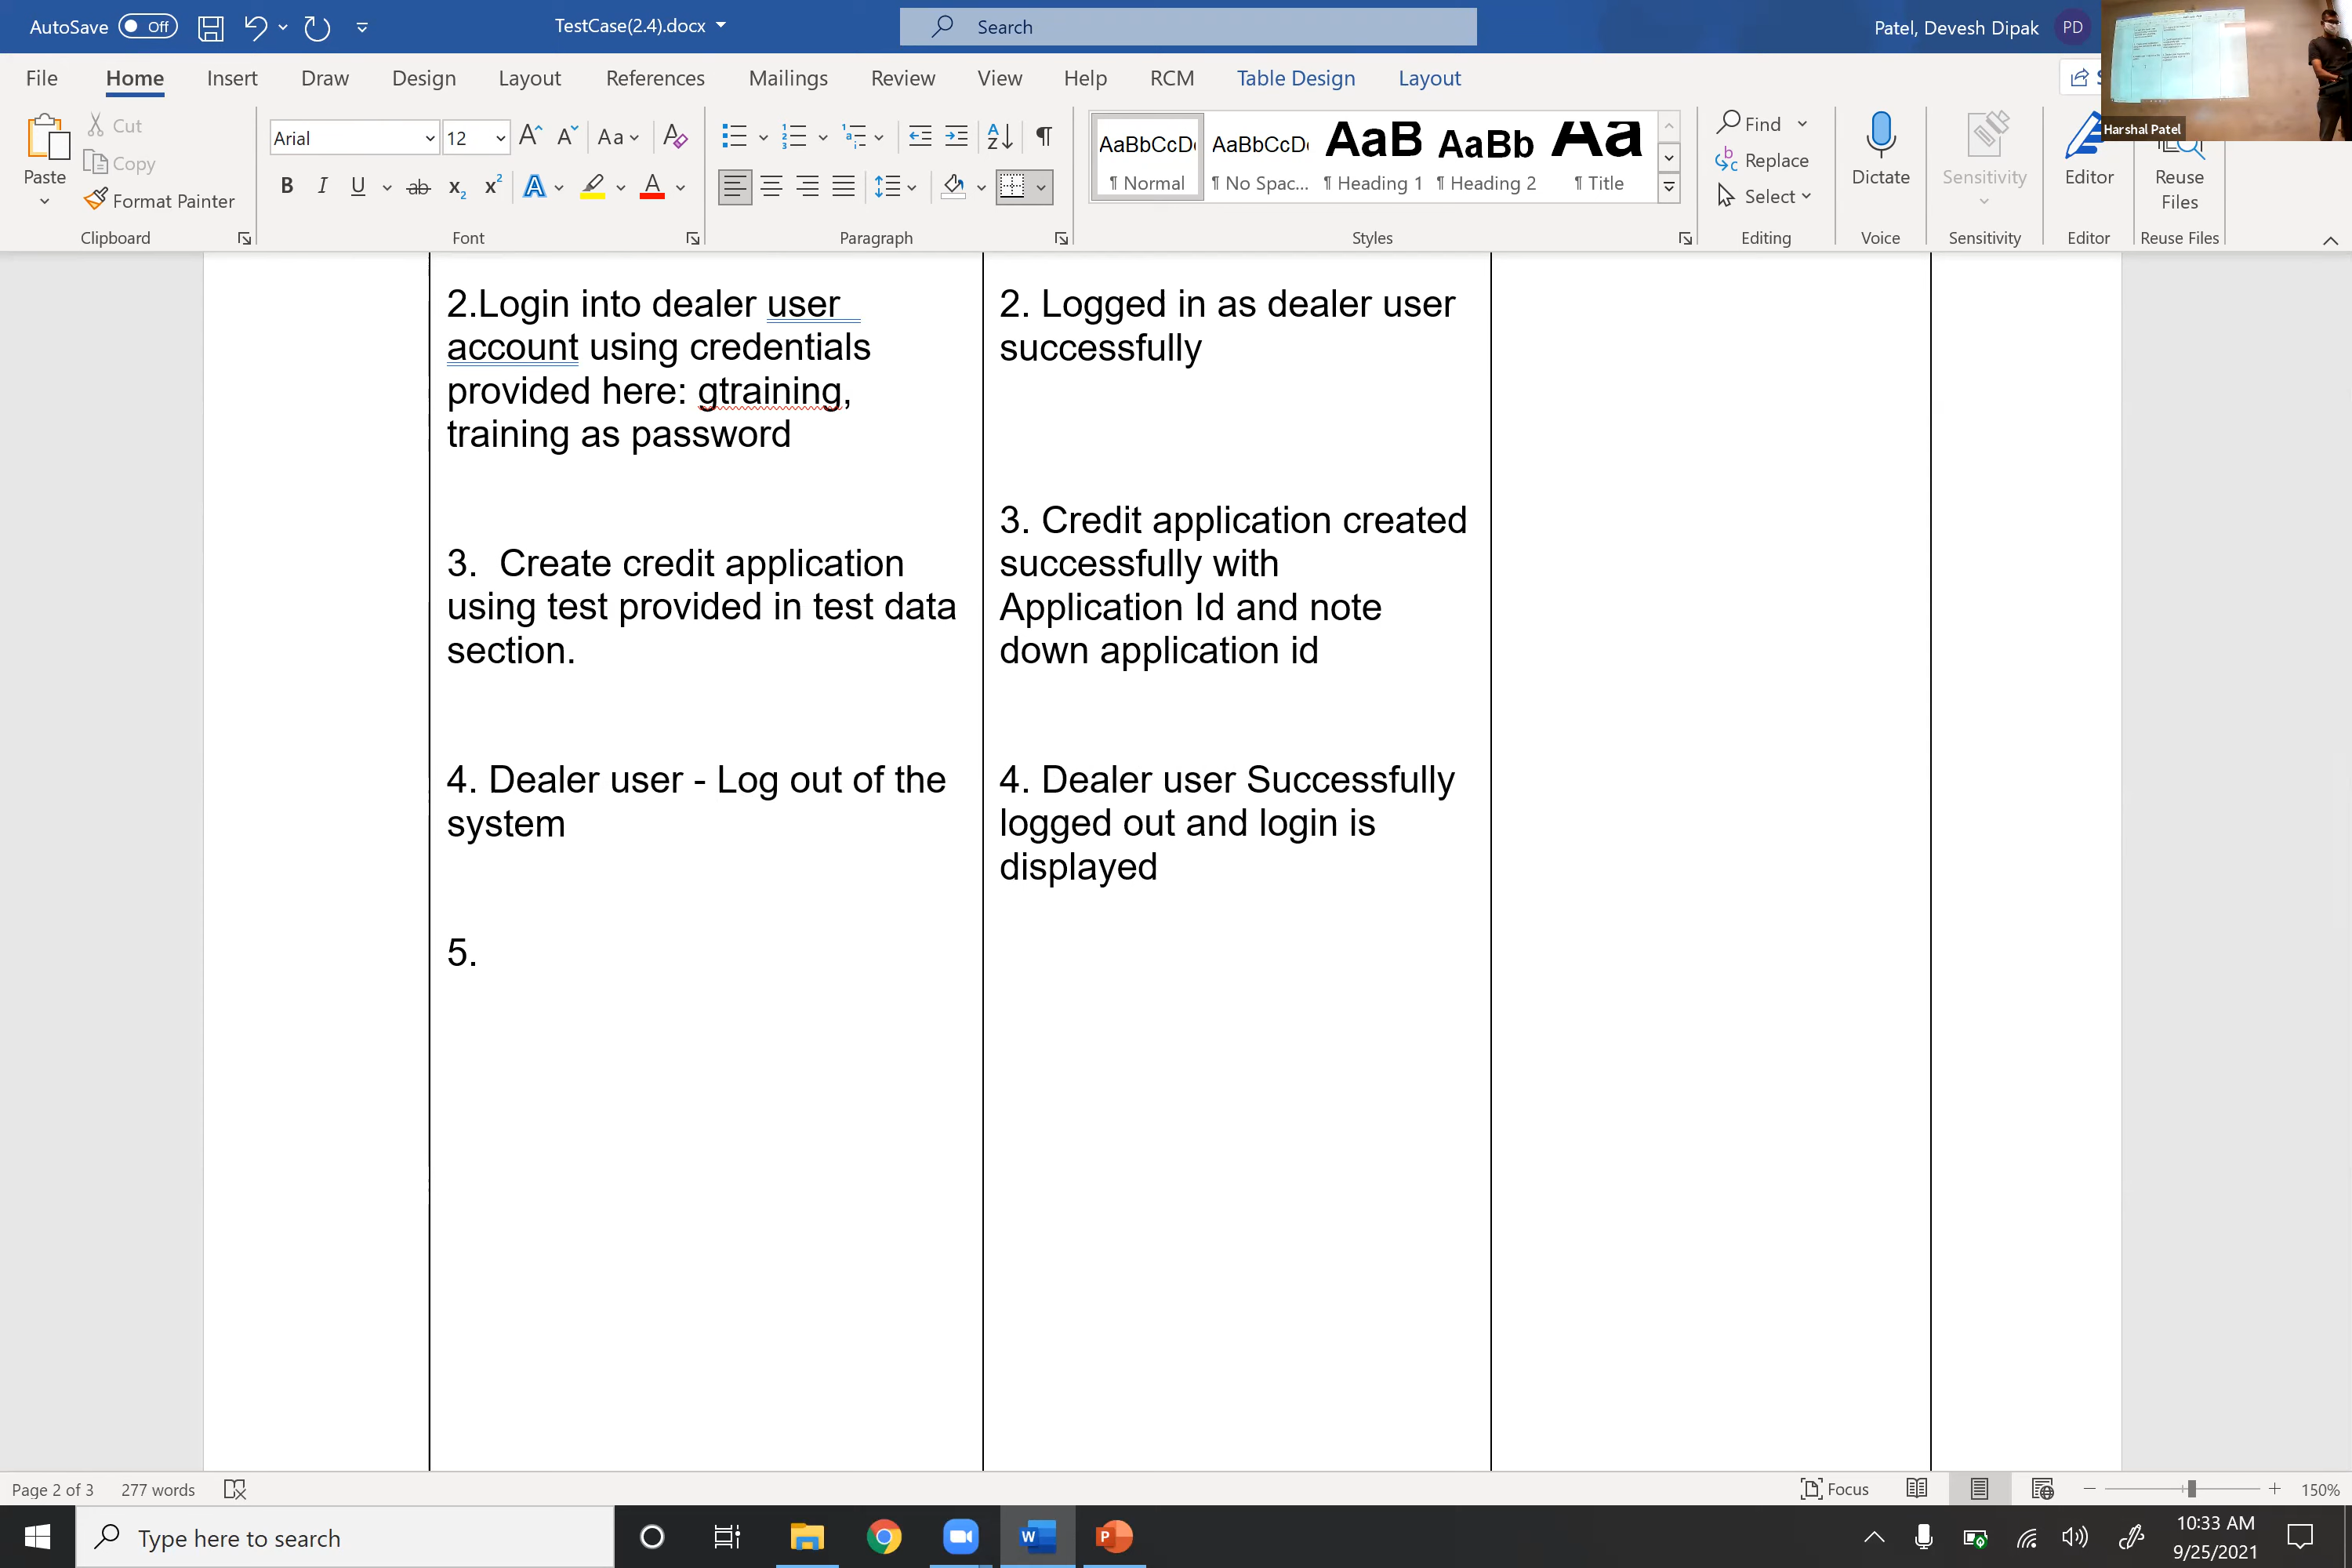 AutoSave Off TestCase(2.4).docx Search Patel, Devesh Dipak PD
File Home Insert Draw Design Layout References Mailings Review View Help RCM Table Design Layout
Paste Cut Copy Format Painter
Clipboard
Arial 12
Font
Paragraph
AaBbCcDc AaBbCcDc AaB AaBb Aa
¶ Normal ¶ No Spac... ¶ Heading 1 ¶ Heading 2 ¶ Title
Styles
Find
Replace
Select
Editing
Dictate
Voice
Sensitivity
Sensitivity
Editor
Editor
Reuse
Files
Reuse Files
Harshal Patel
2.Login into dealer user
account using credentials
provided here: gtraining,
training as password
3. Create credit application
using test provided in test data
section.
4. Dealer user - Log out of the
system
5.
2. Logged in as dealer user
successfully
3. Credit application created
successfully with
Application Id and note
down application id
4. Dealer user Successfully
logged out and login is
displayed
Page 2 of 3 277 words Focus 150%
Type here to search
10:33 AM
9/25/2021